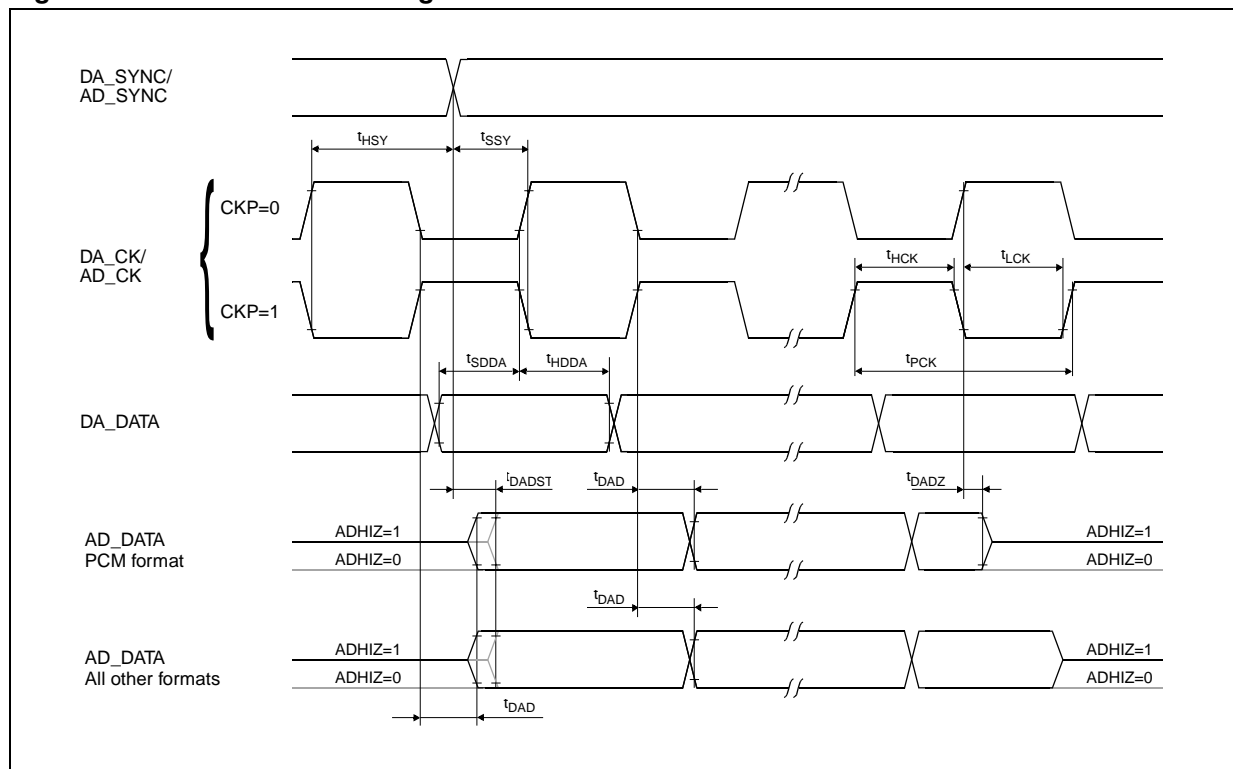 DA_SYNC/
AD_SYNC
tHSY
tSSY
CKP=0
DA_CK/
AD_CK
tHCK
tLCK
CKP=1
tSDDA
tHDDA
tPCK
DA_DATA
tDADST
tDAD
tDADZ
ADHIZ=1
ADHIZ=1
AD_DATA
PCM format
ADHIZ=0
ADHIZ=0
tDAD
AD_DATA
All other formats
ADHIZ=1
ADHIZ=1
ADHIZ=0
ADHIZ=0
tDAD